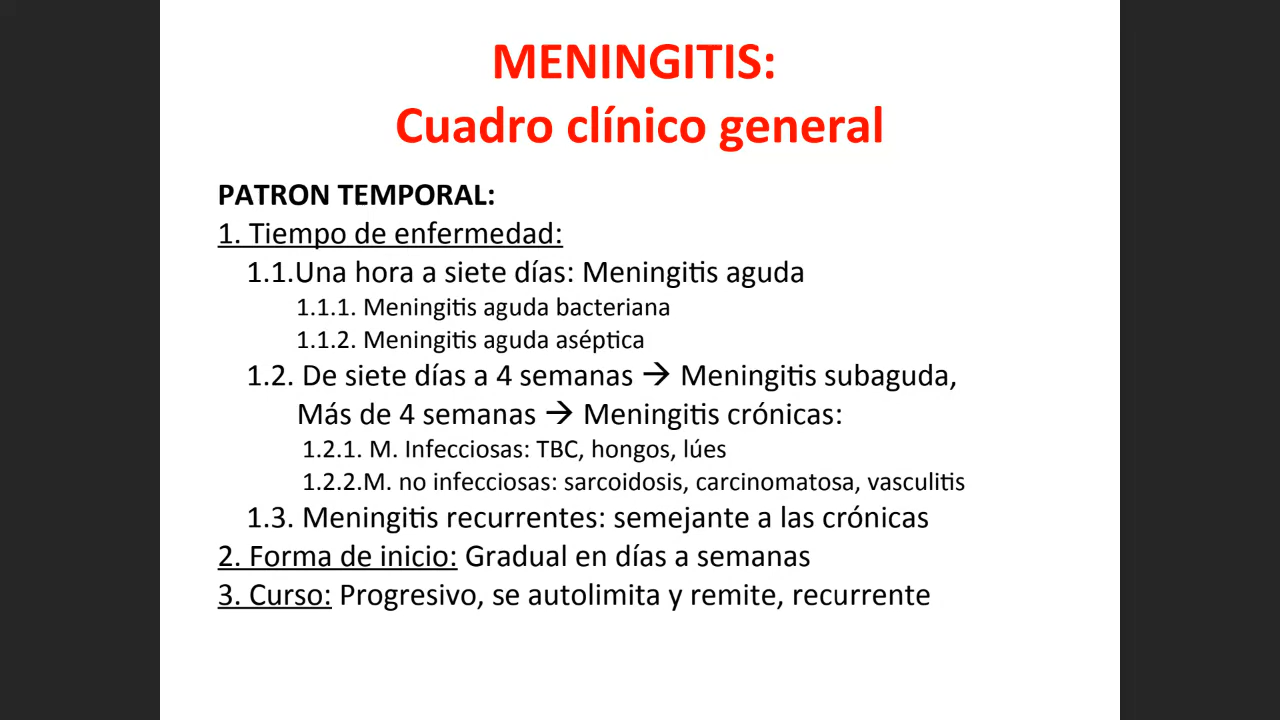 MENINGITIS:
Cuadro clínico general
PATRON TEMPORAL:
1. Tiempo de enfermedad:
1.1.Una hora a siete días: Meningitis aguda
1.1.1. Meningitis aguda bacteriana
1.1.2. Meningitis aguda aséptica
1.2. De siete días a 4 semanas → Meningitis subaguda,
Más de 4 semanas → Meningitis crónicas:
1.2.1. M. Infecciosas: TBC, hongos, lúes
1.2.2.M. no infecciosas: sarcoidosis, carcinomatosa, vasculitis
1.3. Meningitis recurrentes: semejante a las crónicas
2. Forma de inicio: Gradual en días a semanas
3. Curso: Progresivo, se autolimita y remite, recurrente